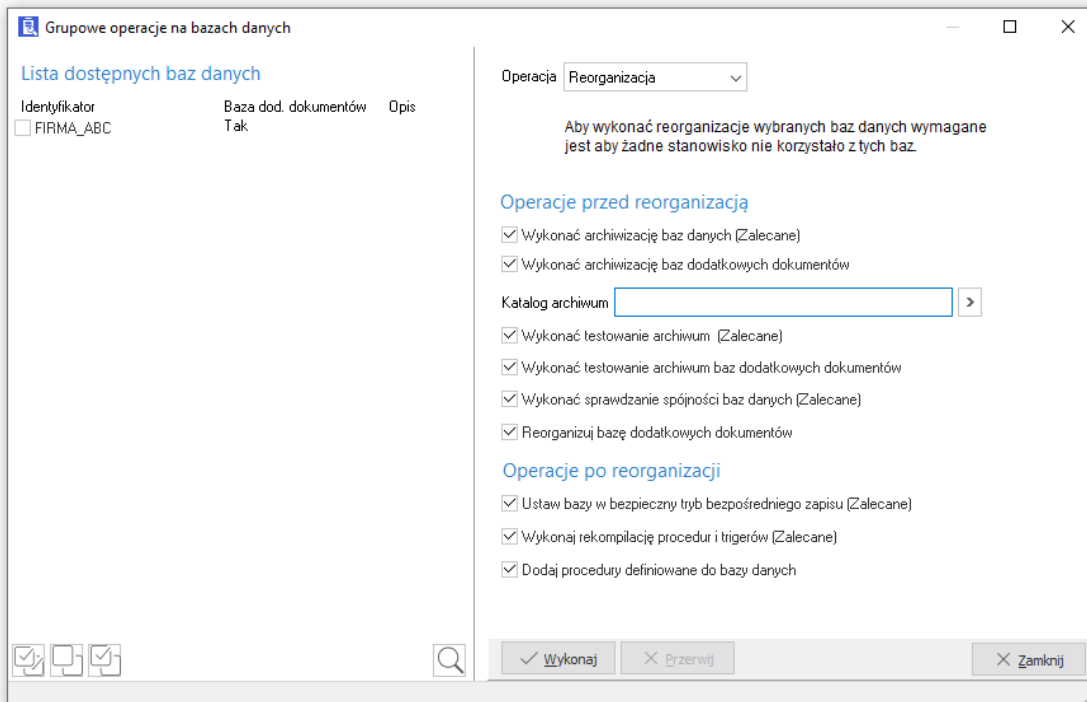 Grupowe operacje na bazach danych
Lista dostępnych baz danych
Identyfikator Baza dod. dokumentów Opis
FIRMA_ABC Tak
Operacja Reorganizacja
Aby wykonać reorganizacje wybranych baz danych wymagane
jest aby żadne stanowisko nie korzystało z tych baz.
Operacje przed reorganizacją
Wykonać archiwizację baz danych (Zalecane)
Wykonać archiwizację baz dodatkowych dokumentów
Katalog archiwum
Wykonać testowanie archiwum (Zalecane)
Wykonać testowanie archiwum baz dodatkowych dokumentów
Wykonać sprawdzanie spójności baz danych (Zalecane)
Reorganizuj bazę dodatkowych dokumentów
Operacje po reorganizacji
Ustaw bazy w bezpieczny tryb bezpośredniego zapisu (Zalecane)
Wykonaj rekompilację procedur i trigerów (Zalecane)
Dodaj procedury definiowane do bazy danych
Wykonaj Przerwij Zamknij